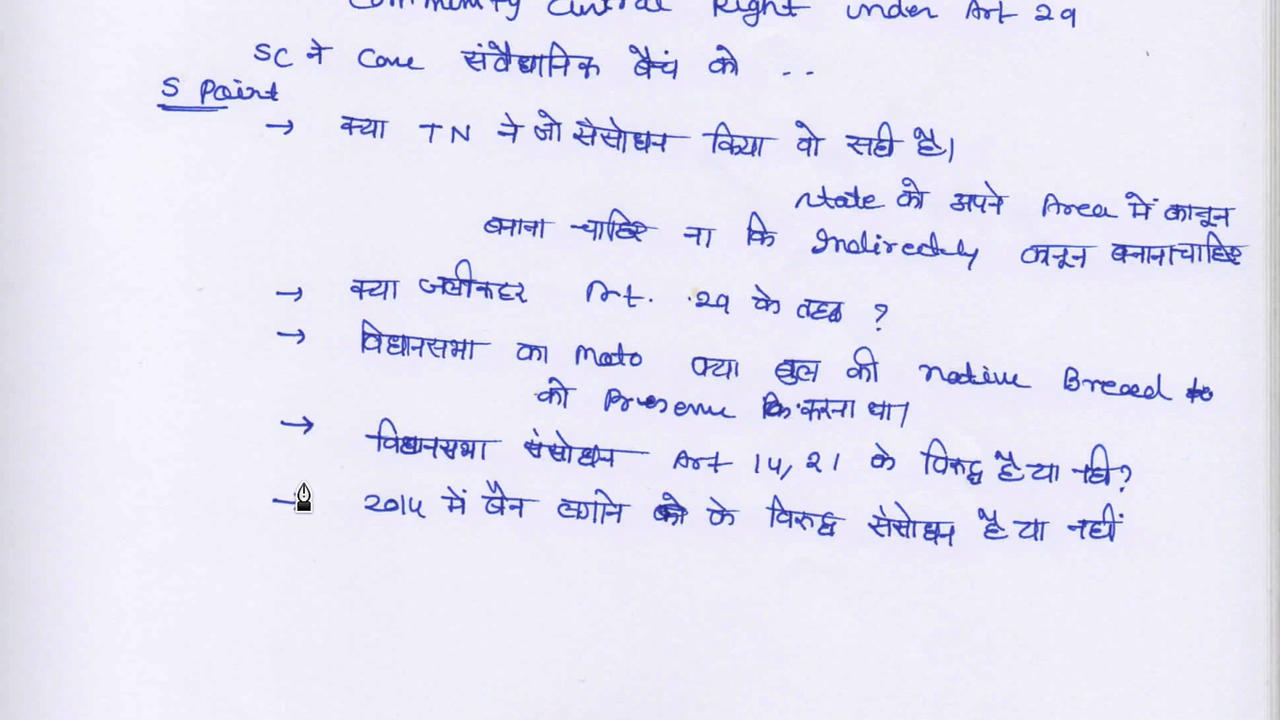 Community Cultural Right under Art 29
SC ने Case संवैधानिक बैचं को ..
5 Point
→ क्या TN ने जो संसोधन किया वो सही है।
State को अपने Area में कानून
बनाना चाहिए ना कि Indirectly कानून बनाना चाहिए
→ क्या जलीकटटर Art. 29 के तहत ?
→ विधानसभा का Moto क्या बुल की native Breed
को Preserve करना था।
→ विधानसभा संसोधन Art 14, 21 के विरुद्ध है या नही ?
→ 2014 में बैन लगाने के विरुद्ध संसोधन है या नहीं